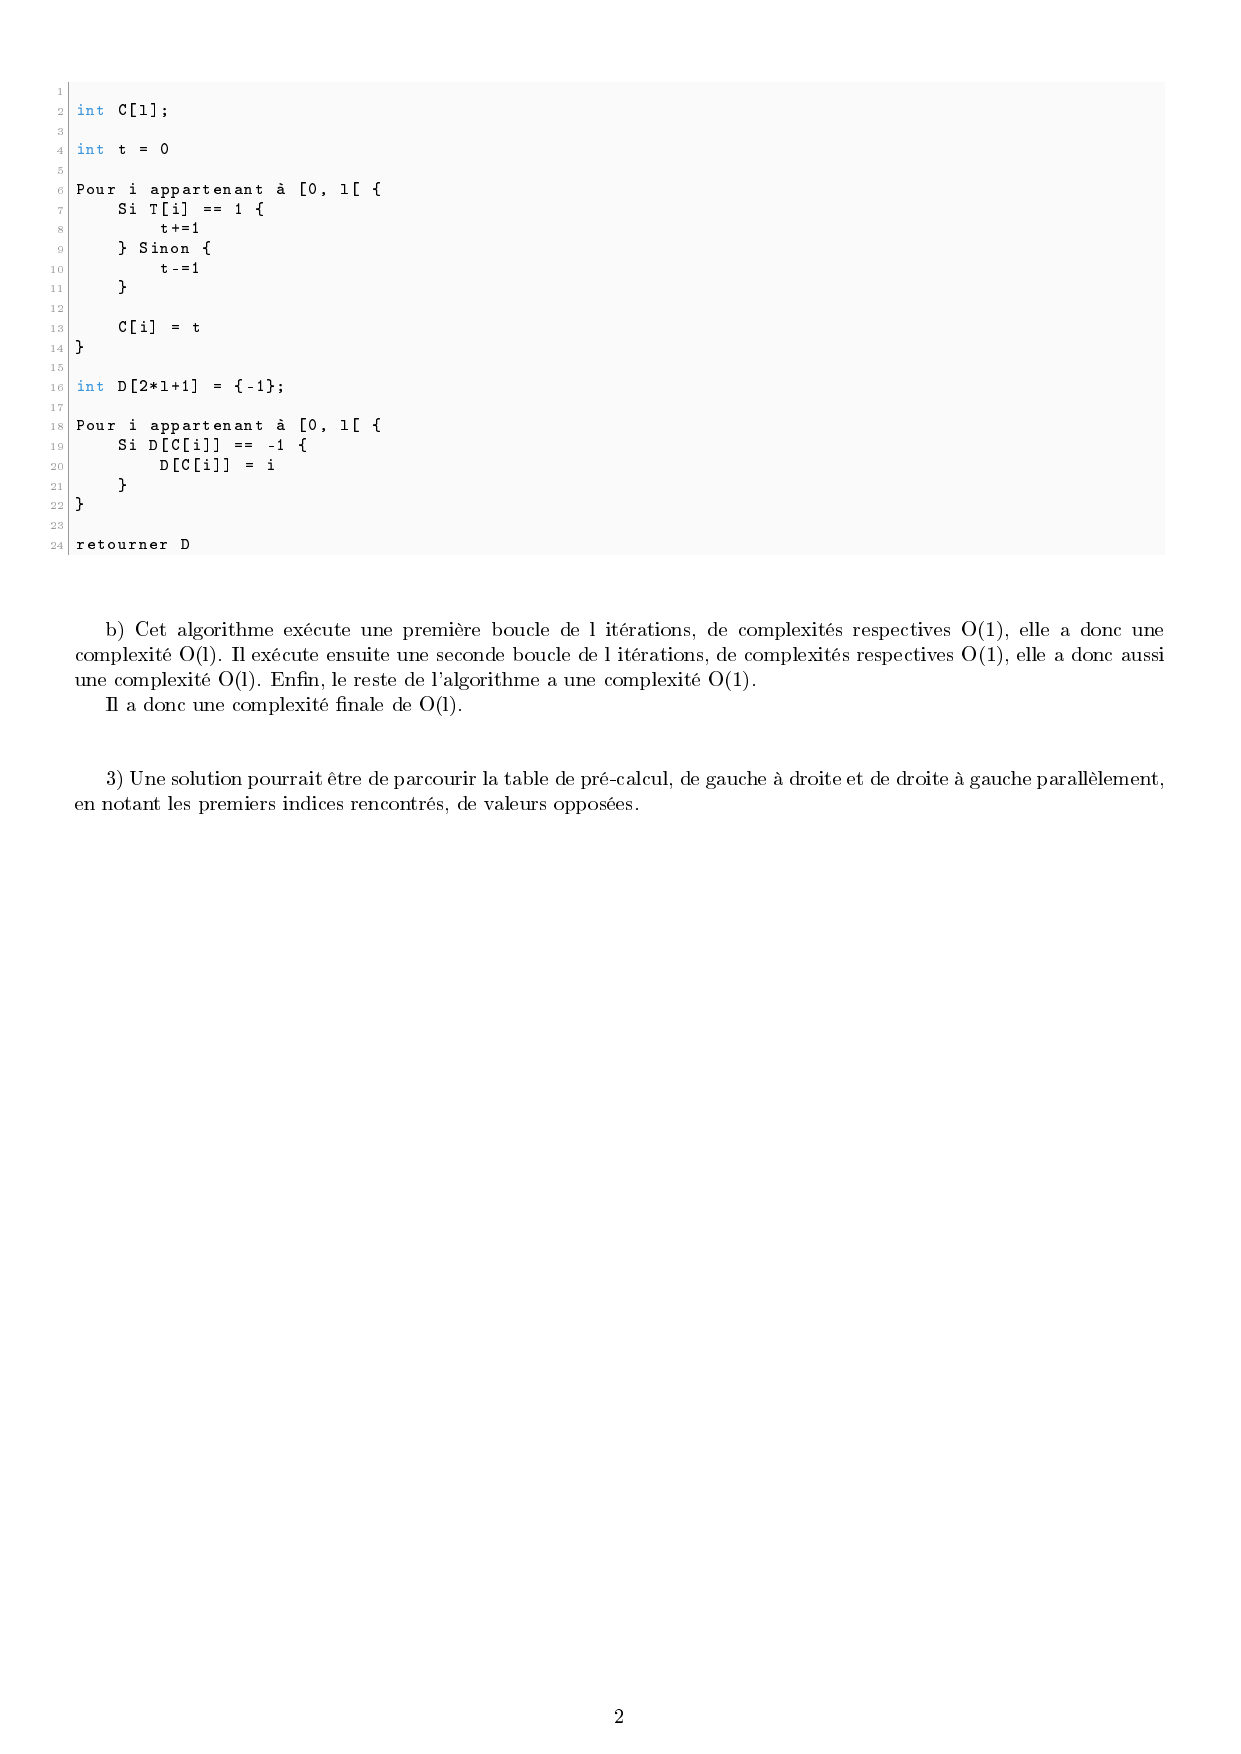 1
2 int C[l];
3
4 int t = 0
5
6 Pour i appartenant à [0, l[ {
7 Si T[i] == 1 {
8 t+=1
9 } Sinon {
10 t-=1
11 }
12
13 C[i] = t
14 }
15
16 int D[2*l+1] = {-1};
17
18 Pour i appartenant à [0, l[ {
19 Si D[C[i]] == -1 {
20 D[C[i]] = i
21 }
22 }
23
24 retourner D
b) Cet algorithme exécute une première boucle de l itérations, de complexités respectives O(1), elle a donc une
complexité O(l). Il exécute ensuite une seconde boucle de l itérations, de complexités respectives O(1), elle a donc aussi
une complexité O(l). Enfin, le reste de l'algorithme a une complexité O(1).
Il a donc une complexité finale de O(l).
3) Une solution pourrait être de parcourir la table de pré-calcul, de gauche à droite et de droite à gauche parallèlement,
en notant les premiers indices rencontrés, de valeurs opposées.
2